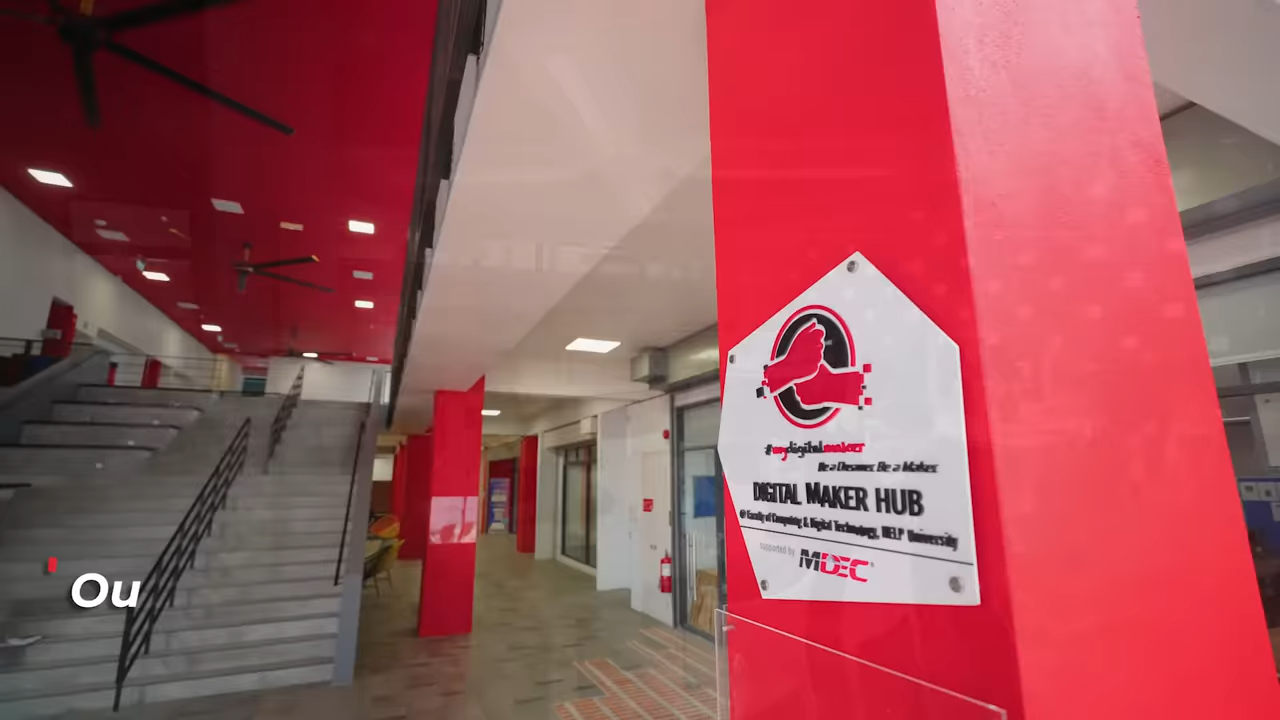 Ou
#mydigitalmaker
Be a Dreamer. Be a Maker.
DIGITAL MAKER HUB
@ Faculty of Computing & Digital Technology, HELP University
supported by MDEC